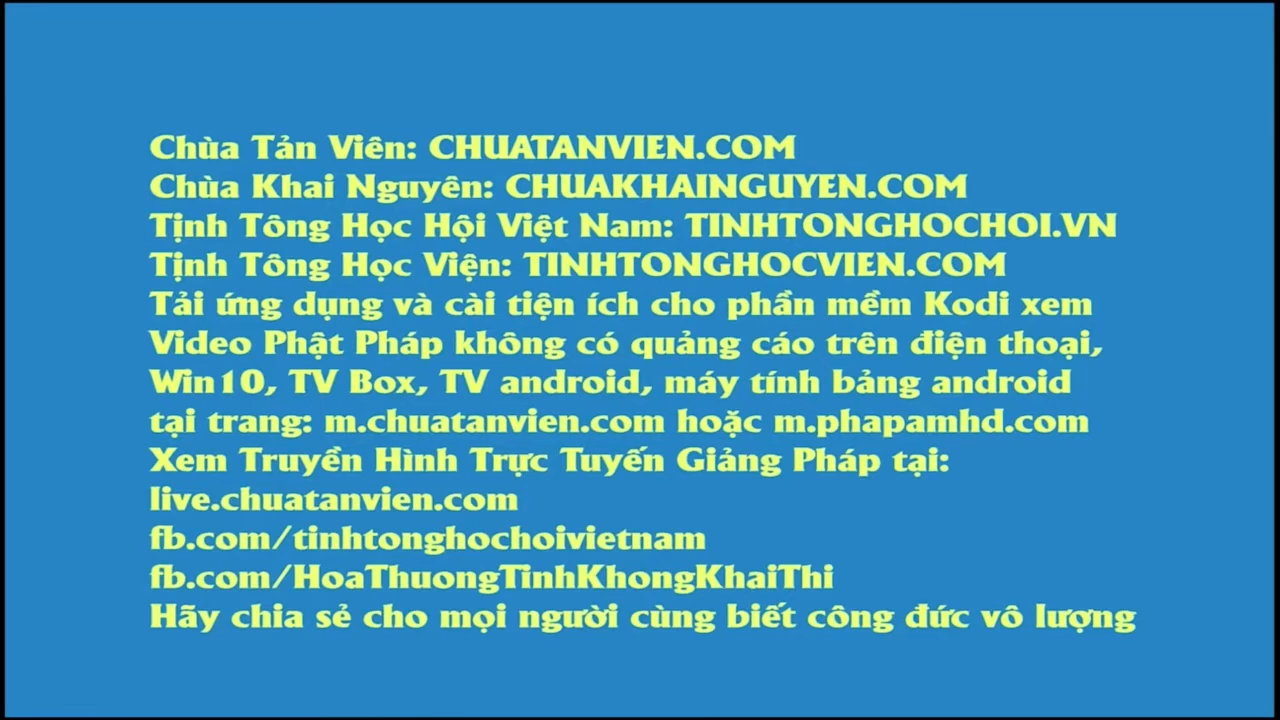 Chùa Tản Viên: CHUATANVIEN.COM
Chùa Khai Nguyên: CHUAKHAINGUYEN.COM
Tịnh Tông Học Hội Việt Nam: TINHTONGHOCHOI.VN
Tịnh Tông Học Viện: TINHTONGHOCVIEN.COM
Tải ứng dụng và cài tiện ích cho phần mềm Kodi xem
Video Phật Pháp không có quảng cáo trên điện thoại,
Win10, TV Box, TV android, máy tính bảng android
tại trang: m.chuatanvien.com hoặc m.phapamhd.com
Xem Truyền Hình Trực Tuyến Giảng Pháp tại:
live.chuatanvien.com
fb.com/tinhtonghochoivietnam
fb.com/HoaThuongTinhKhongKhaiThi
Hãy chia sẻ cho mọi người cùng biết công đức vô lượng